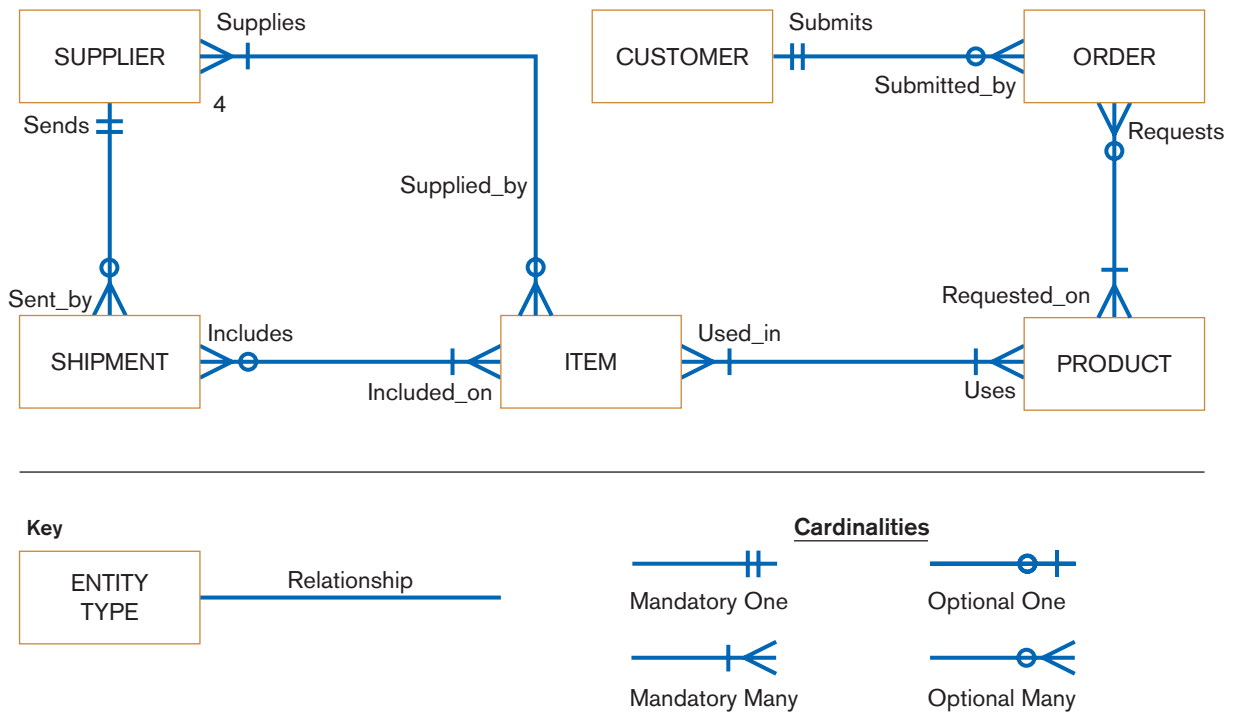 Supplies
Submits
SUPPLIER
CUSTOMER
ORDER
Submitted_by
4
Sends
Requests
Supplied_by
Sent_by
Requested_on
Includes
Used_in
SHIPMENT
ITEM
PRODUCT
Included_on
Uses
Key
Cardinalities
ENTITY
TYPE
Relationship
Mandatory One
Optional One
Mandatory Many
Optional Many